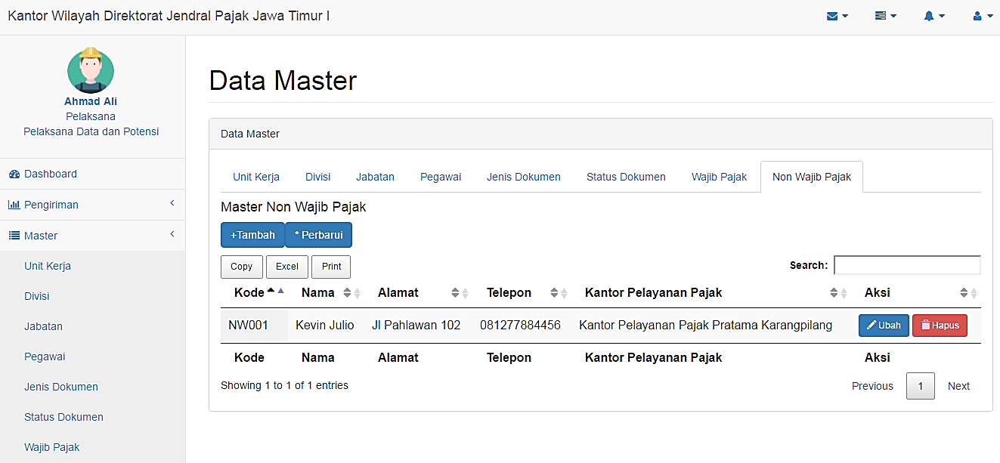 Kantor Wilayah Direktorat Jendral Pajak Jawa Timur I
Ahmad Ali
Pelaksana
Pelaksana Data dan Potensi
Dashboard
Pengiriman
Master
Unit Kerja
Divisi
Jabatan
Pegawai
Jenis Dokumen
Status Dokumen
Wajib Pajak
Data Master
Data Master
Unit Kerja Divisi Jabatan Pegawai Jenis Dokumen Status Dokumen Wajib Pajak Non Wajib Pajak
Master Non Wajib Pajak
+Tambah * Perbarui
Copy Excel Print Search:
Kode Nama Alamat Telepon Kantor Pelayanan Pajak Aksi
NW001 Kevin Julio Jl Pahlawan 102 081277884456 Kantor Pelayanan Pajak Pratama Karangpilang Ubah Hapus
Kode Nama Alamat Telepon Kantor Pelayanan Pajak Aksi
Showing 1 to 1 of 1 entries Previous 1 Next